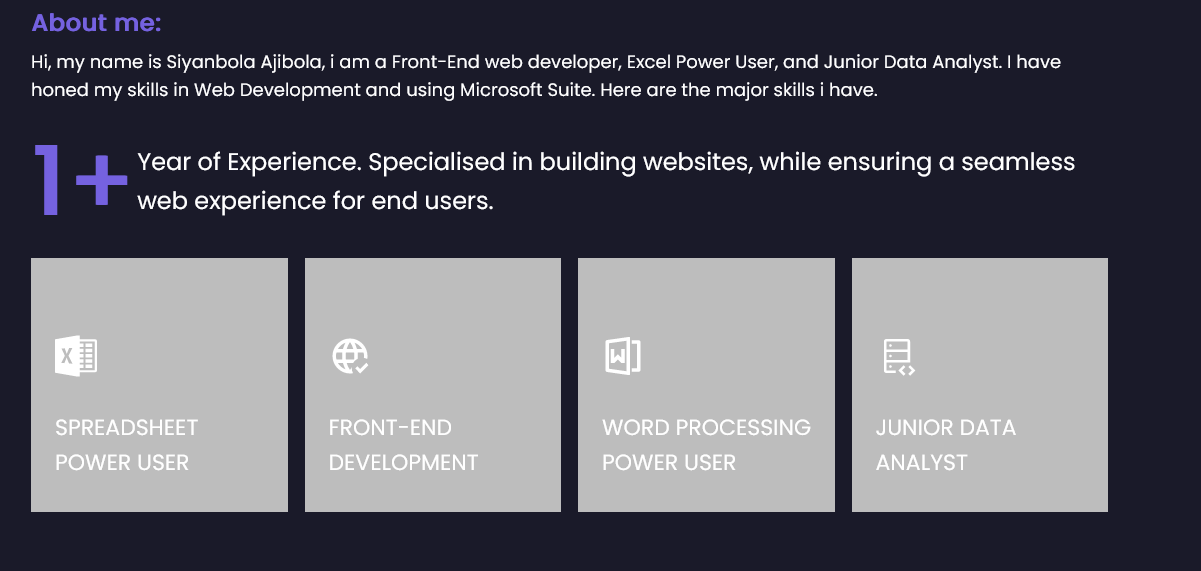 About me:
Hi, my name is Siyanbola Ajibola, i am a Front-End web developer, Excel Power User, and Junior Data Analyst. I have
honed my skills in Web Development and using Microsoft Suite. Here are the major skills i have.
1+
Year of Experience. Specialised in building websites, while ensuring a seamless
web experience for end users.
X
SPREADSHEET
POWER USER
FRONT-END
DEVELOPMENT
W
WORD PROCESSING
POWER USER
JUNIOR DATA
ANALYST